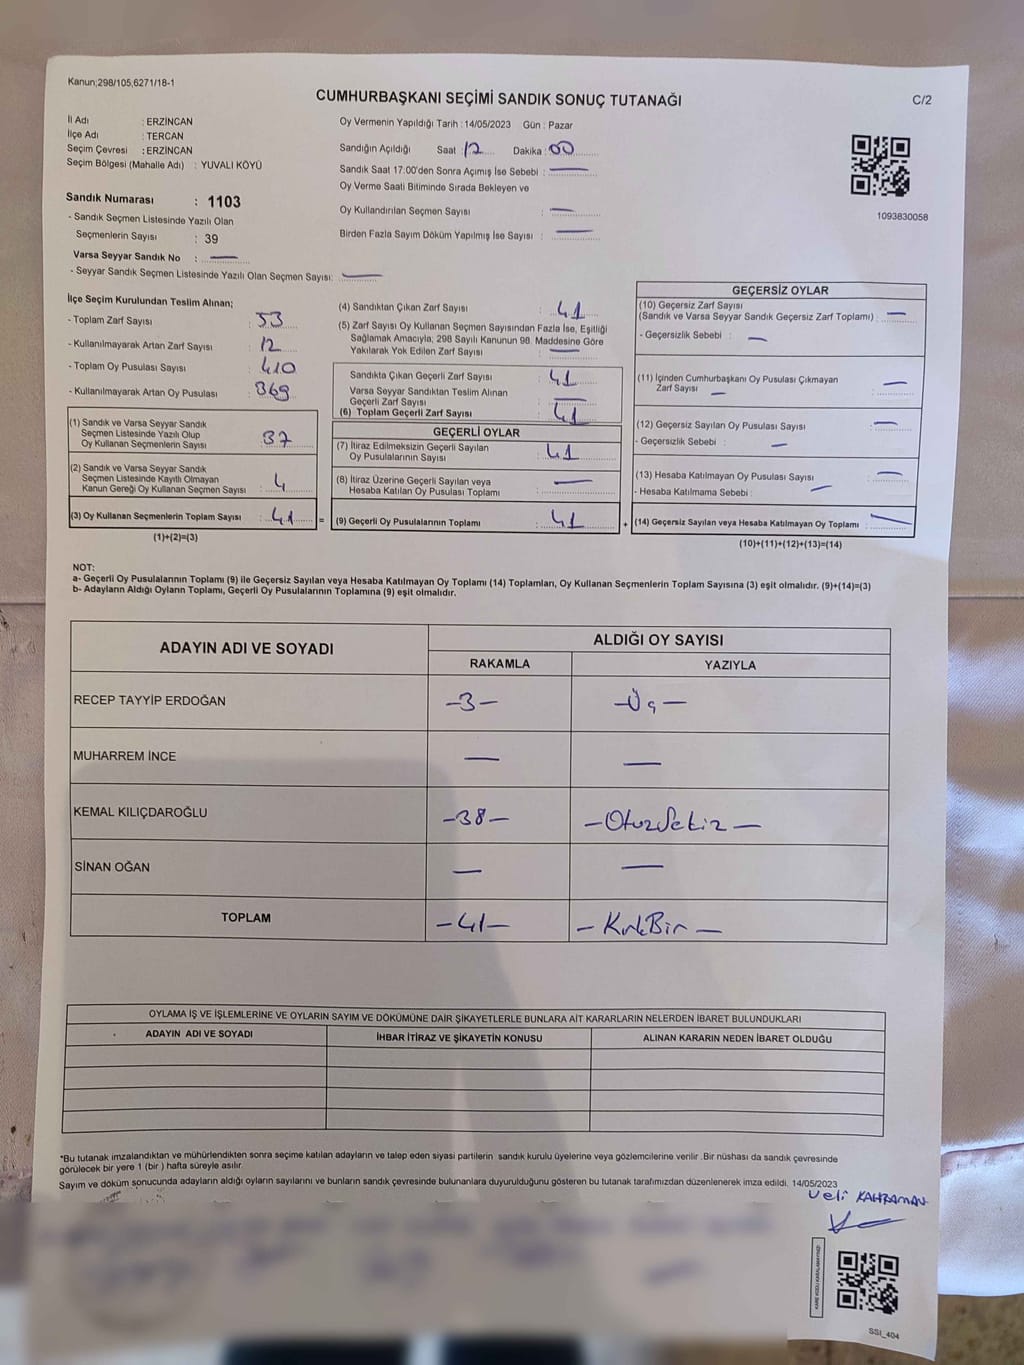 Kanun;298/105,6271/18-1
CUMHURBAŞKANI SEÇİMİ SANDIK SONUÇ TUTANAĞI
C/2
İl Adı : ERZİNCAN
İlçe Adı : TERCAN
Seçim Çevresi : ERZİNCAN
Seçim Bölgesi (Mahalle Adı) : YUVALI KÖYÜ
Sandık Numarası : 1103
- Sandık Seçmen Listesinde Yazılı Olan
Seçmenlerin Sayısı : 39
Varsa Seyyar Sandık No : —
- Seyyar Sandık Seçmen Listesinde Yazılı Olan Seçmen Sayısı: —
Oy Vermenin Yapıldığı Tarih : 14/05/2023 Gün : Pazar
Sandığın Açıldığı Saat : 12 Dakika : 00
Sandık Saat 17:00'den Sonra Açımış İse Sebebi : —
Oy Verme Saati Bitiminde Sırada Bekleyen ve
Oy Kullandırılan Seçmen Sayısı : —
Birden Fazla Sayım Döküm Yapılmış İse Sayısı : —
1093830058
İlçe Seçim Kurulundan Teslim Alınan;
- Toplam Zarf Sayısı : 53
- Kullanılmayarak Artan Zarf Sayısı : 12
- Toplam Oy Pusulası Sayısı : 410
- Kullanılmayarak Artan Oy Pusulası : 369
(1) Sandık ve Varsa Seyyar Sandık
Seçmen Listesinde Yazılı Olup
Oy Kullanan Seçmenlerin Sayısı : 37
(2) Sandık ve Varsa Seyyar Sandık
Seçmen Listesinde Kayıtlı Olmayan
Kanun Gereği Oy Kullanan Seçmen Sayısı : 4
(3) Oy Kullanan Seçmenlerin Toplam Sayısı : 41 =
(1)+(2)=(3)
(4) Sandıktan Çıkan Zarf Sayısı : 41
(5) Zarf Sayısı Oy Kullanan Seçmen Sayısından Fazla İse, Eşitliği
Sağlamak Amacıyla; 298 Sayılı Kanunun 98. Maddesine Göre
Yakılarak Yok Edilen Zarf Sayısı : —
Sandıkta Çıkan Geçerli Zarf Sayısı : 41
Varsa Seyyar Sandıktan Teslim Alınan
Geçerli Zarf Sayısı : —
(6) Toplam Geçerli Zarf Sayısı : 41
GEÇERLİ OYLAR
(7) İtiraz Edilmeksizin Geçerli Sayılan
Oy Pusulalarının Sayısı : 41
(8) İtiraz Üzerine Geçerli Sayılan veya
Hesaba Katılan Oy Pusulası Toplamı : —
(9) Geçerli Oy Pusulalarının Toplamı : 41 +
GEÇERSİZ OYLAR
(10) Geçersiz Zarf Sayısı
(Sandık ve Varsa Seyyar Sandık Geçersiz Zarf Toplamı) : —
- Geçersizlik Sebebi : —
(11) İçinden Cumhurbaşkanı Oy Pusulası Çıkmayan
Zarf Sayısı : —
(12) Geçersiz Sayılan Oy Pusulası Sayısı : —
- Geçersizlik Sebebi : —
(13) Hesaba Katılmayan Oy Pusulası Sayısı : —
- Hesaba Katılmama Sebebi : —
(14) Geçersiz Sayılan veya Hesaba Katılmayan Oy Toplamı : —
(10)+(11)+(12)+(13)=(14)
NOT:
a- Geçerli Oy Pusulalarının Toplamı (9) ile Geçersiz Sayılan veya Hesaba Katılmayan Oy Toplamı (14) Toplamları, Oy Kullanan Seçmenlerin Toplam Sayısına (3) eşit olmalıdır. (9)+(14)=(3)
b- Adayların Aldığı Oyların Toplamı, Geçerli Oy Pusulalarının Toplamına (9) eşit olmalıdır.
ADAYIN ADI VE SOYADI ALDIĞI OY SAYISI
RAKAMLA YAZIYLA
RECEP TAYYİP ERDOĞAN -3- -Üç-
MUHARREM İNCE — —
KEMAL KILIÇDAROĞLU -38- -OtuzSekiz-
SİNAN OĞAN — —
TOPLAM -41- -KırkBir-
OYLAMA İŞ VE İŞLEMLERİNE VE OYLARIN SAYIM VE DÖKÜMÜNE DAİR ŞİKAYETLERLE BUNLARA AİT KARARLARIN NELERDEN İBARET BULUNDUKLARI
ADAYIN ADI VE SOYADI İHBAR İTİRAZ VE ŞİKAYETİN KONUSU ALINAN KARARIN NEDEN İBARET OLDUĞU
*Bu tutanak imzalandıktan ve mühürlendikten sonra seçime katılan adayların ve talep eden siyasi partilerin sandık kurulu üyelerine veya gözlemcilerine verilir .Bir nüshası da sandık çevresinde
görülecek bir yere 1 (bir ) hafta süreyle asılır.
Sayım ve döküm sonucunda adayların aldığı oyların sayılarını ve bunların sandık çevresinde bulunanlara duyurulduğunu gösteren bu tutanak tarafımızdan düzenlenerek imza edildi. 14/05/2023
Veli KAHRAMAN
SSI_404